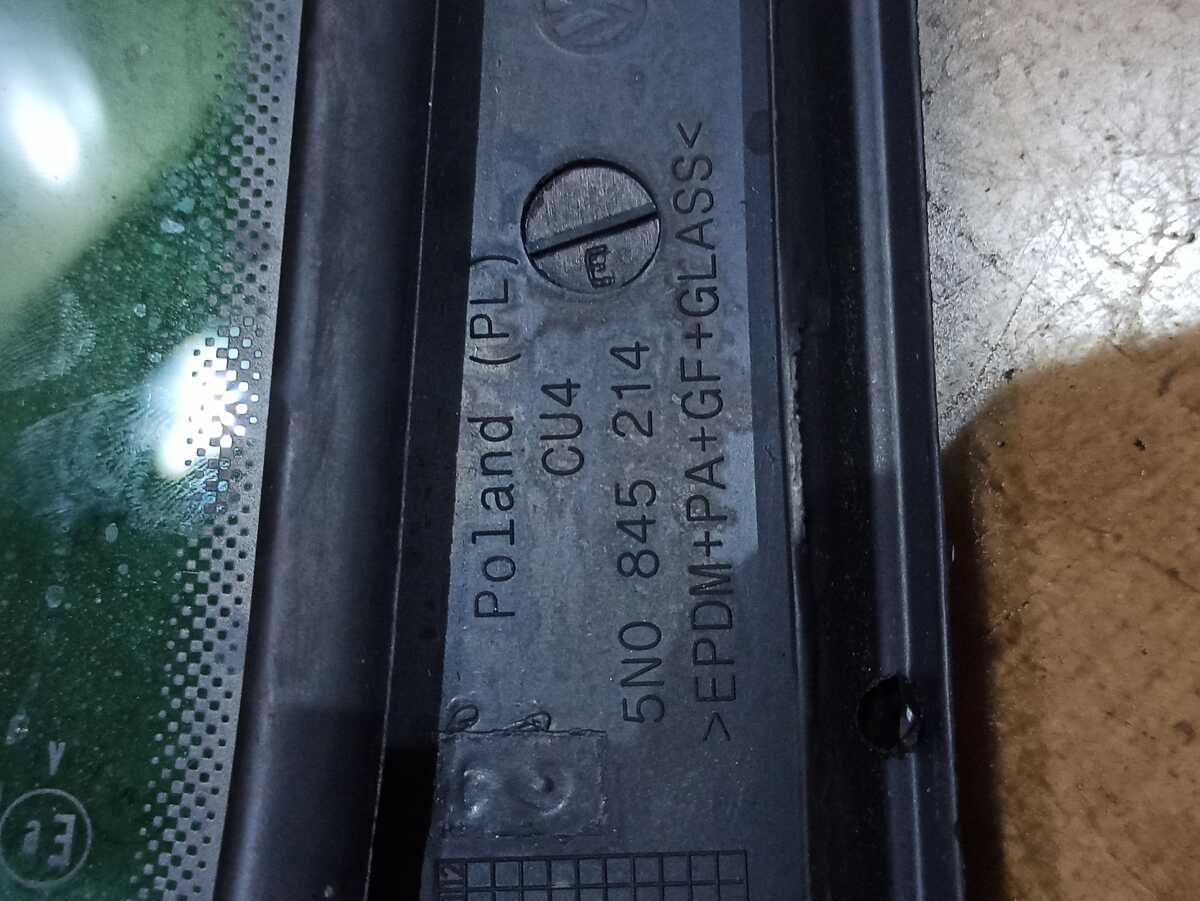 Poland (PL)
CU4
5N0 845 214
>EPDM+PA+GF+GLASS<